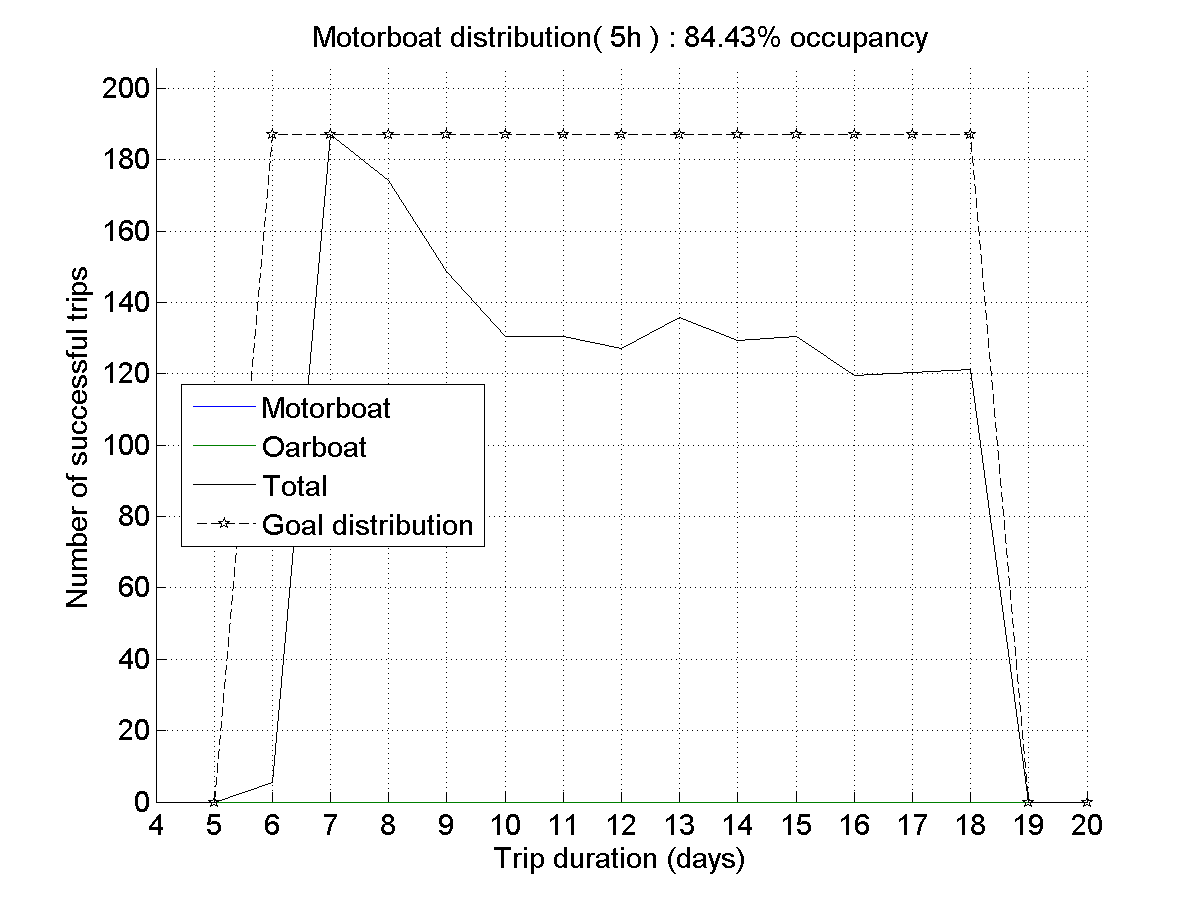 Motorboat distribution( 5h ) : 84.43% occupancy
Number of successful trips
200
180
160
140
120
100
80
60
40
20
0
Motorboat
Oarboat
Total
Goal distribution
4 5 6 7 8 9 10 11 12 13 14 15 16 17 18 19 20
Trip duration (days)